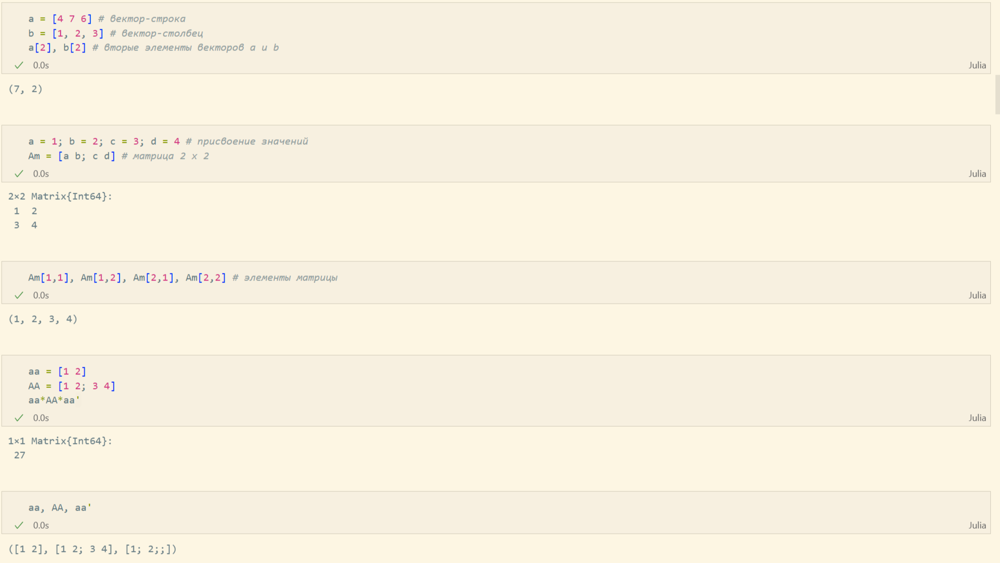 a = [4 7 6] # вектор-строка
b = [1, 2, 3] # вектор-столбец
a[2], b[2] # вторые элементы векторов a и b
0.0s
Julia
(7, 2)
a = 1; b = 2; c = 3; d = 4 # присвоение значений
Am = [a b; c d] # матрица 2 x 2
0.0s
Julia
2×2 Matrix{Int64}:
1 2
3 4
Am[1,1], Am[1,2], Am[2,1], Am[2,2] # элементы матрицы
0.0s
Julia
(1, 2, 3, 4)
aa = [1 2]
AA = [1 2; 3 4]
aa*AA*aa'
0.0s
Julia
1×1 Matrix{Int64}:
27
aa, AA, aa'
0.0s
Julia
([1 2], [1 2; 3 4], [1; 2;;])